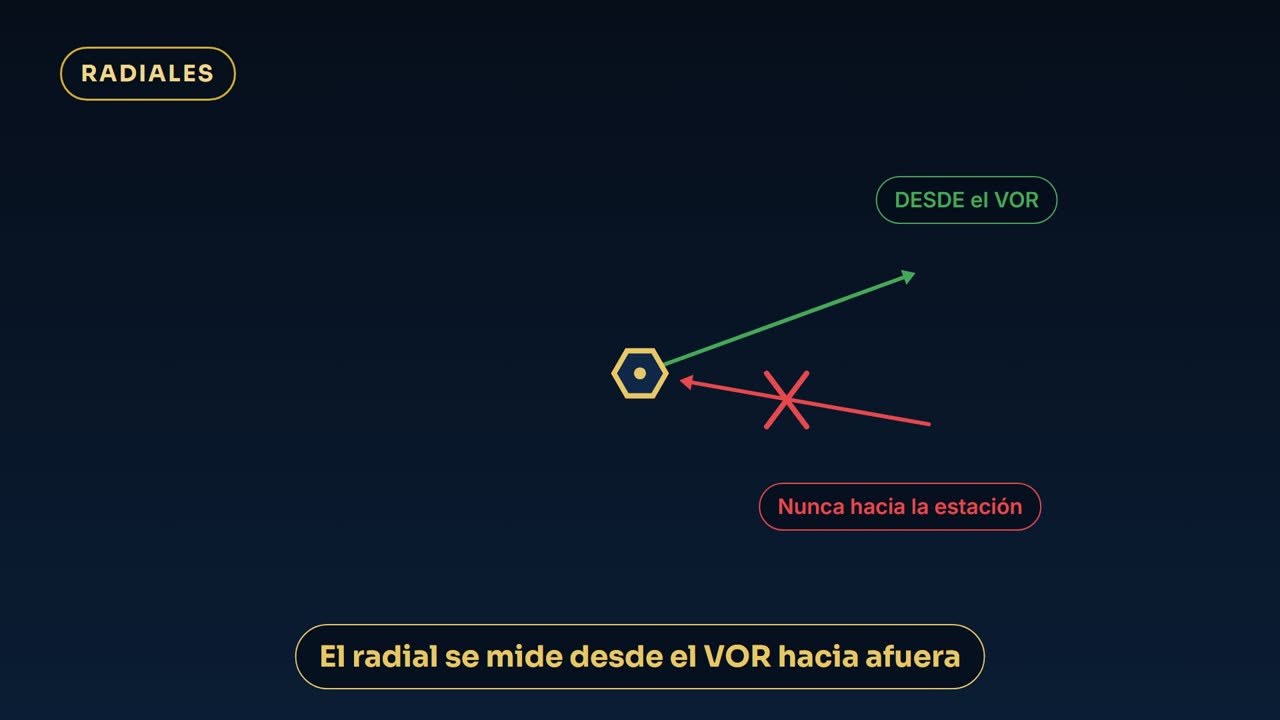 RADIALES
DESDE el VOR
Nunca hacia la estación
El radial se mide desde el VOR hacia afuera